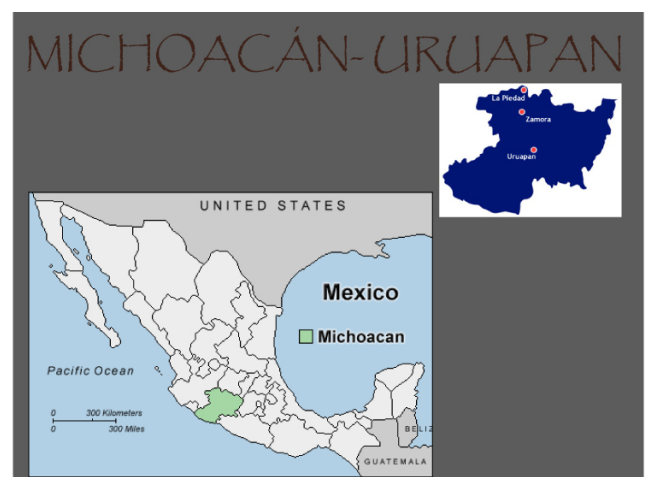 MICHOACÁN-URUAPAN
La Piedad
Zamora
Uruapan
UNITED STATES
Mexico
Michoacan
Pacific Ocean
0 300 Kilometers
0 300 Miles
BELIZ
GUATEMALA